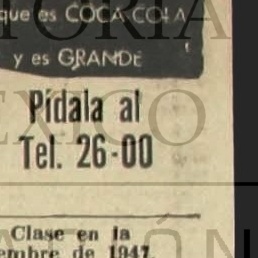 que es COCA COLA
y es GRANDE
Pídala al
Tel. 26-00
Clase en la
embre de 1947.